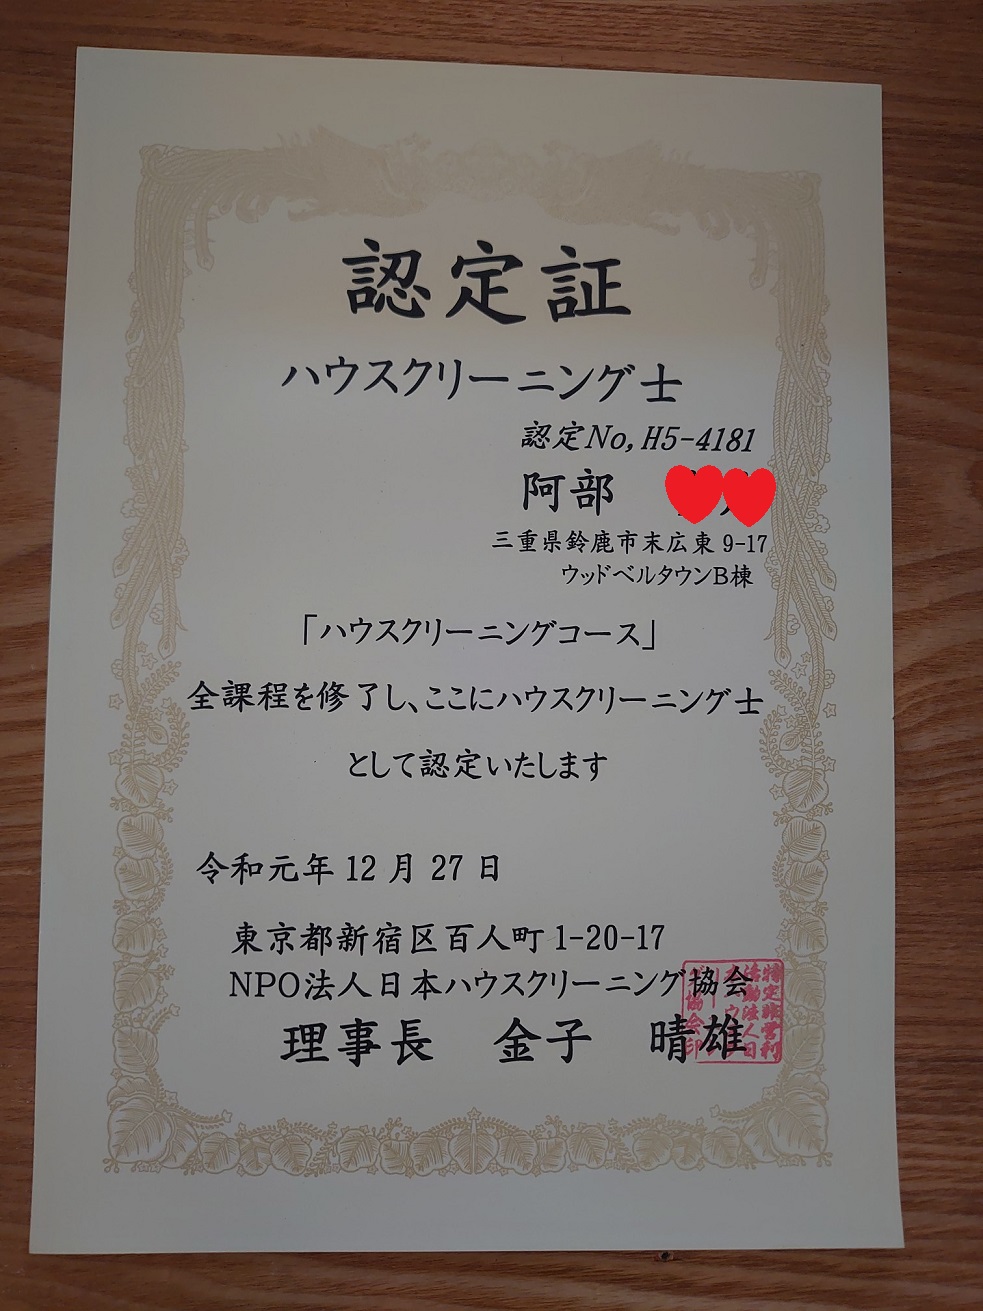 認定証
ハウスクリーニング士
認定No, H5-4181
阿部
三重県鈴鹿市末広東 9-17
ウッドベルタウンB棟
「ハウスクリーニングコース」
全課程を修了し、ここにハウスクリーニング士
として認定いたします
令和元年 12 月 27 日
東京都新宿区百人町 1-20-17
NPO法人日本ハウスクリーニング協会
理事長 金子 晴雄